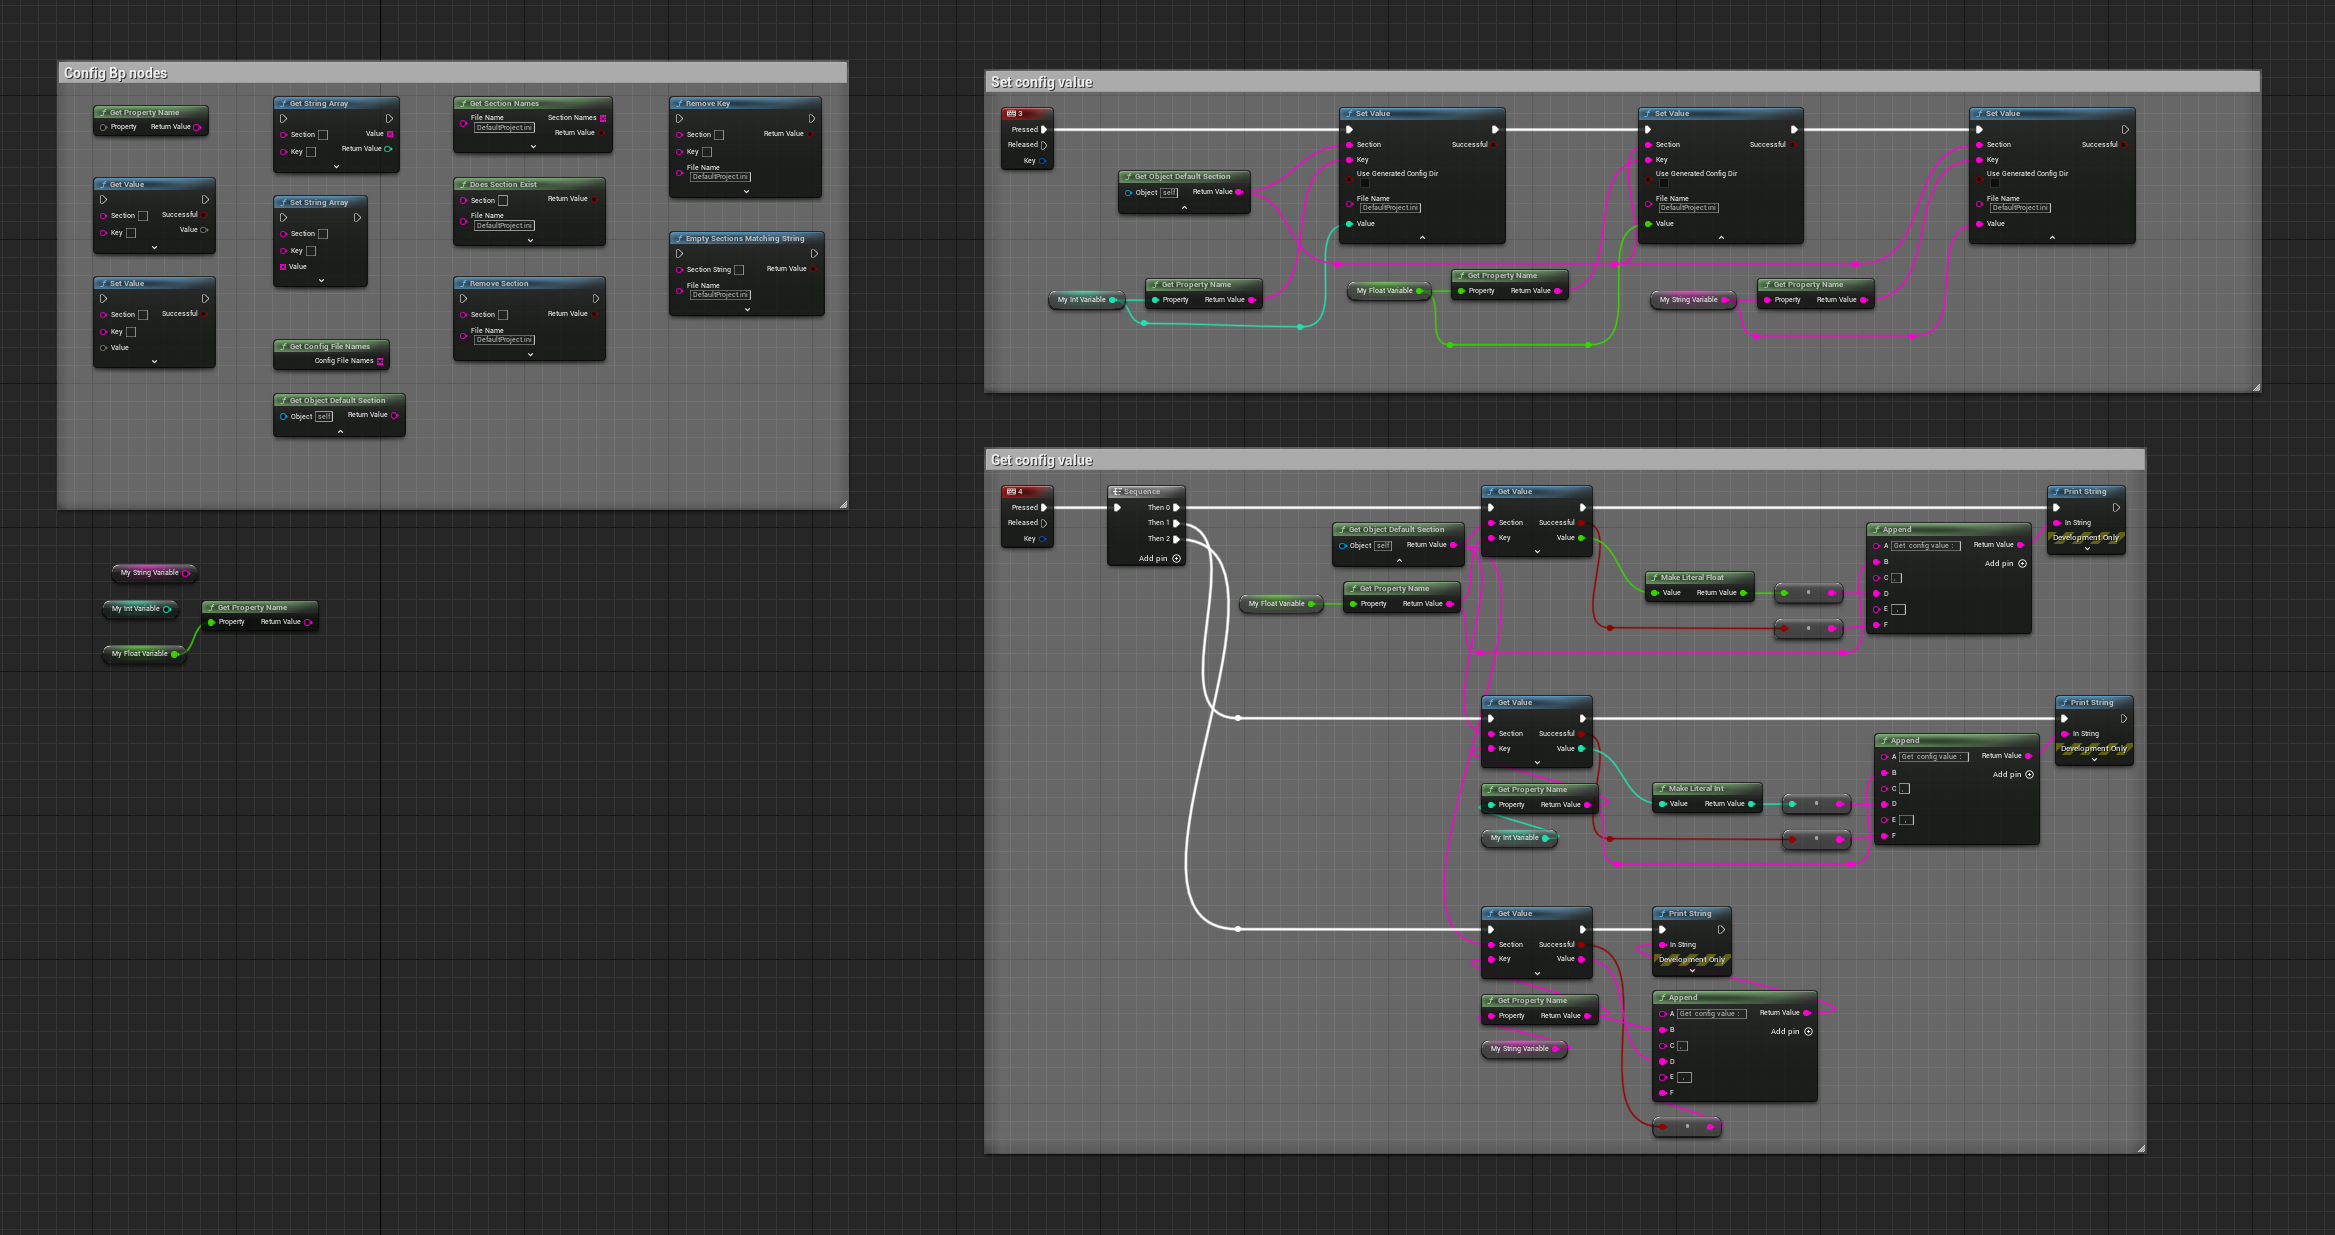 Config Bp nodes
Get Property Name
Property Return Value
Get Value
Section Successful
Key Value
Set Value
Section Successful
Key
Value
Get String Array
Section Value
Key Return Value
Set String Array
Section
Key
Value
Get Config File Names
Config File Names
Get Object Default Section
Object self Return Value
Get Section Names
File Name Section Names
DefaultProject.ini Return Value
Does Section Exist
Section Return Value
File Name
DefaultProject.ini
Remove Section
Section Return Value
File Name
DefaultProject.ini
Remove Key
Section Return Value
Key
File Name
DefaultProject.ini
Empty Sections Matching String
Section String Return Value
File Name
DefaultProject.ini
My String Variable
My Int Variable
My Float Variable
Get Property Name
Property Return Value
Set config value
3
Pressed
Released
Key
Get Object Default Section
Object self Return Value
My Int Variable
Get Property Name
Property Return Value
Set Value
Section Successful
Key
Use Generated Config Dir
File Name
DefaultProject.ini
Value
My Float Variable
Get Property Name
Property Return Value
Set Value
Section Successful
Key
Use Generated Config Dir
File Name
DefaultProject.ini
Value
My String Variable
Get Property Name
Property Return Value
Set Value
Section Successful
Key
Use Generated Config Dir
File Name
DefaultProject.ini
Value
Get config value
4
Pressed
Released
Key
Sequence
Then 0
Then 1
Then 2
Add pin
Get Object Default Section
Object self Return Value
My Float Variable
Get Property Name
Property Return Value
Get Value
Section Successful
Key Value
Make Literal Float
Value Return Value
Append
A Get config value : Return Value
B Add pin
C ,
D
E ,
F
Print String
In String
Development Only
Get Value
Section Successful
Key Value
Get Property Name
Property Return Value
My Int Variable
Make Literal Int
Value Return Value
Append
A Get config value : Return Value
B Add pin
C ,
D
E ,
F
Print String
In String
Development Only
Get Value
Section Successful
Key Value
Get Property Name
Property Return Value
My String Variable
Print String
In String
Development Only
Append
A Get config value : Return Value
B Add pin
C ,
D
E ,
F